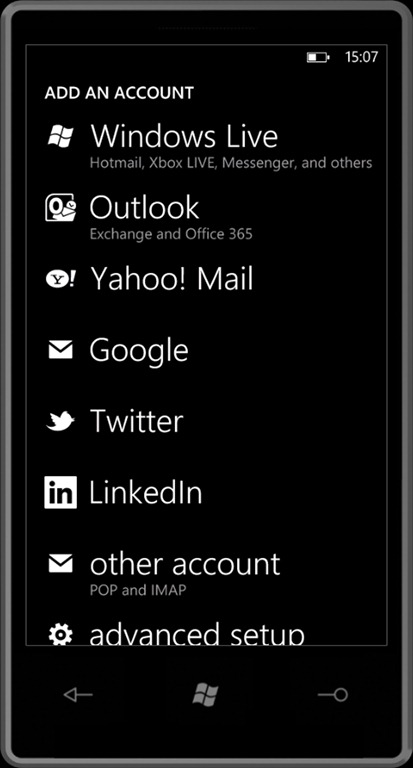 15:07
ADD AN ACCOUNT
Windows Live
Hotmail, Xbox LIVE, Messenger, and others
Outlook
Exchange and Office 365
Yahoo! Mail
Google
Twitter
in LinkedIn
other account
POP and IMAP
advanced setup